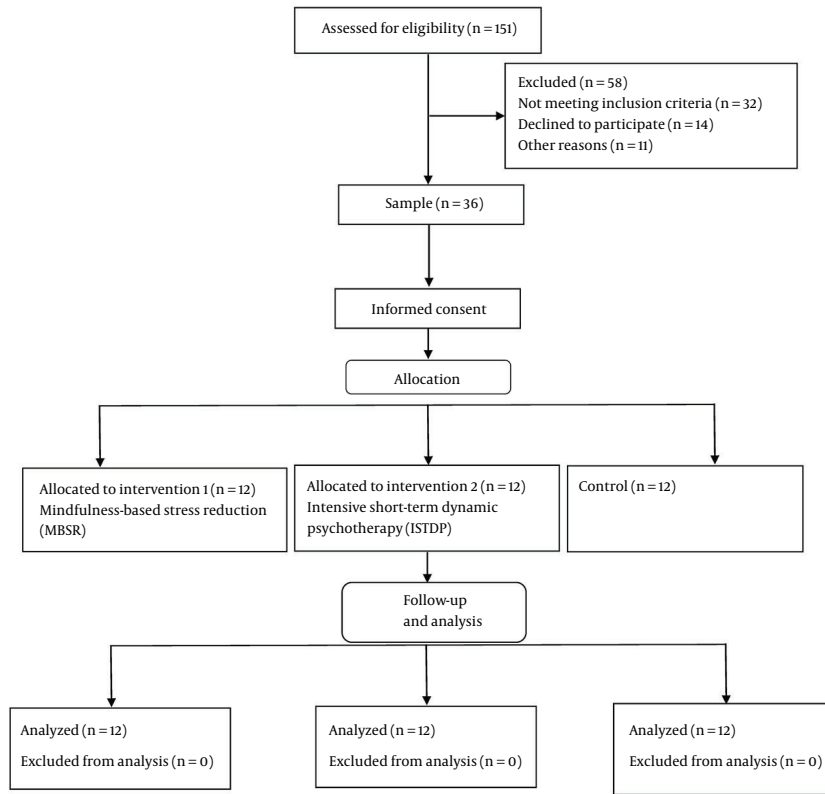 Assessed for eligibility (n = 151)
Excluded (n = 58)
Not meeting inclusion criteria (n = 32)
Declined to participate (n = 14)
Other reasons (n = 11)
Sample (n = 36)
Informed consent
Allocation
Allocated to intervention 1 (n = 12)
Mindfulness-based stress reduction
(MBSR)
Allocated to intervention 2 (n = 12)
Intensive short-term dynamic
psychotherapy (ISTDP)
Control (n = 12)
Follow-up
and analysis
Analyzed (n = 12)
Excluded from analysis (n = 0)
Analyzed (n = 12)
Excluded from analysis (n = 0)
Analyzed (n = 12)
Excluded from analysis (n = 0)